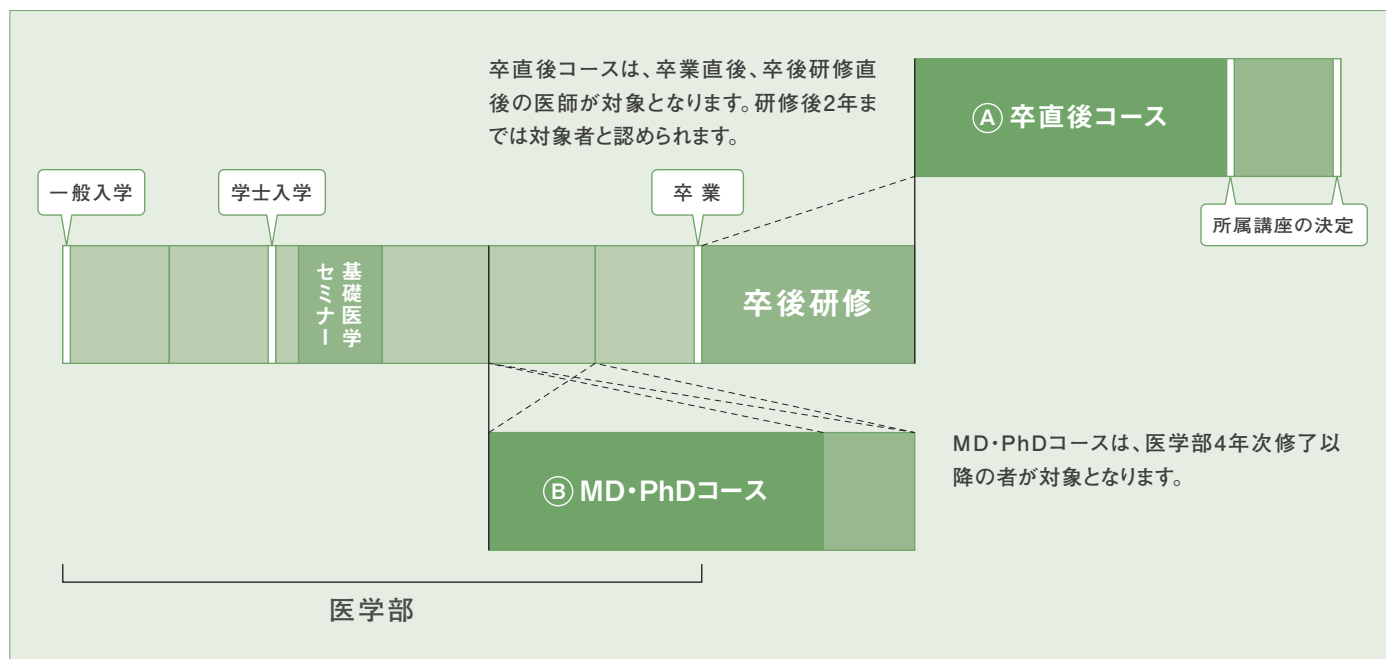 卒直後コースは、卒業直後、卒後研修直
後の医師が対象となります。研修後2年ま
では対象者と認められます。
Ⓐ 卒直後コース
一般入学
学士入学
卒 業
所属講座の決定
基礎医学
セミナー
卒後研修
Ⓑ MD・PhDコース
MD・PhDコースは、医学部4年次修了以
降の者が対象となります。
医学部